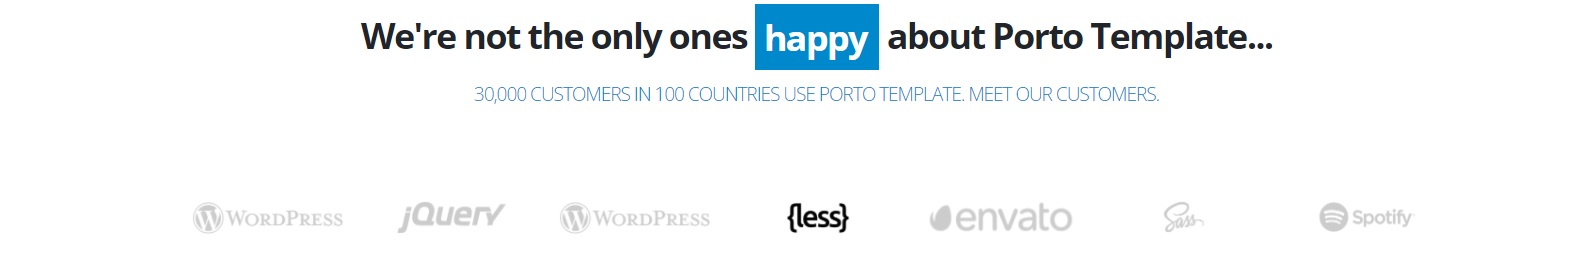 We're not the only ones happy about Porto Template...
30,000 CUSTOMERS IN 100 COUNTRIES USE PORTO TEMPLATE. MEET OUR CUSTOMERS.
WORDPRESS jQuery WORDPRESS {less} envato Sass Spotify